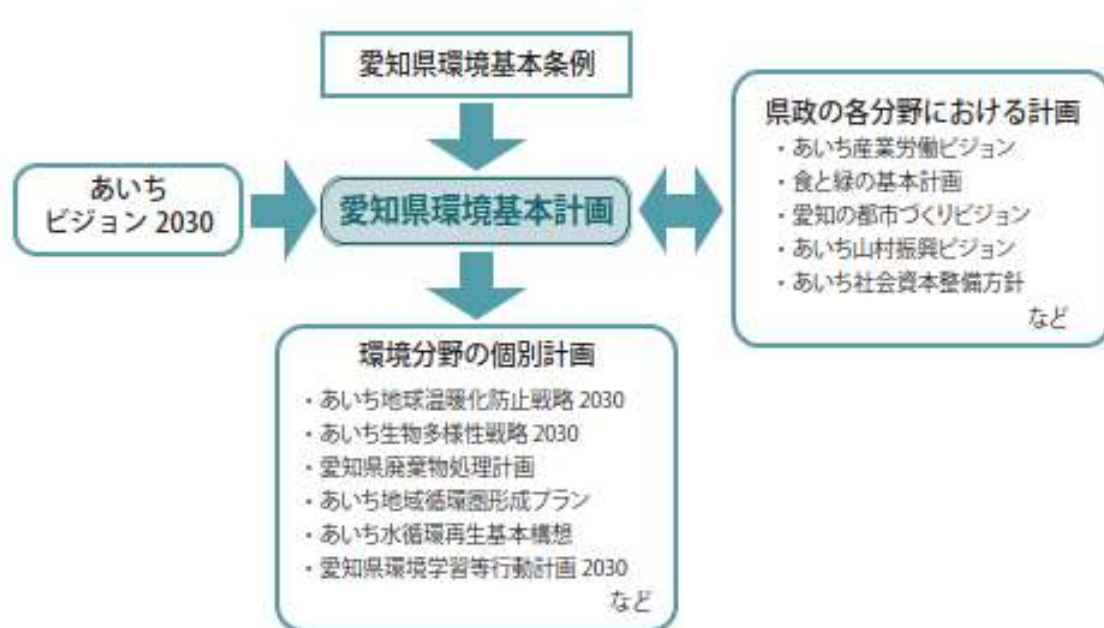 愛知県環境基本条例
県政の各分野における計画
・あいち産業労働ビジョン
・食と緑の基本計画
・愛知の都市づくりビジョン
・あいち山村振興ビジョン
・あいち社会資本整備方針
など
あいち
ビジョン 2030
愛知県環境基本計画
環境分野の個別計画
・あいち地球温暖化防止戦略 2030
・あいち生物多様性戦略 2030
・愛知県廃棄物処理計画
・あいち地域循環圏形成プラン
・あいち水循環再生基本構想
・愛知県環境学習等行動計画 2030
など